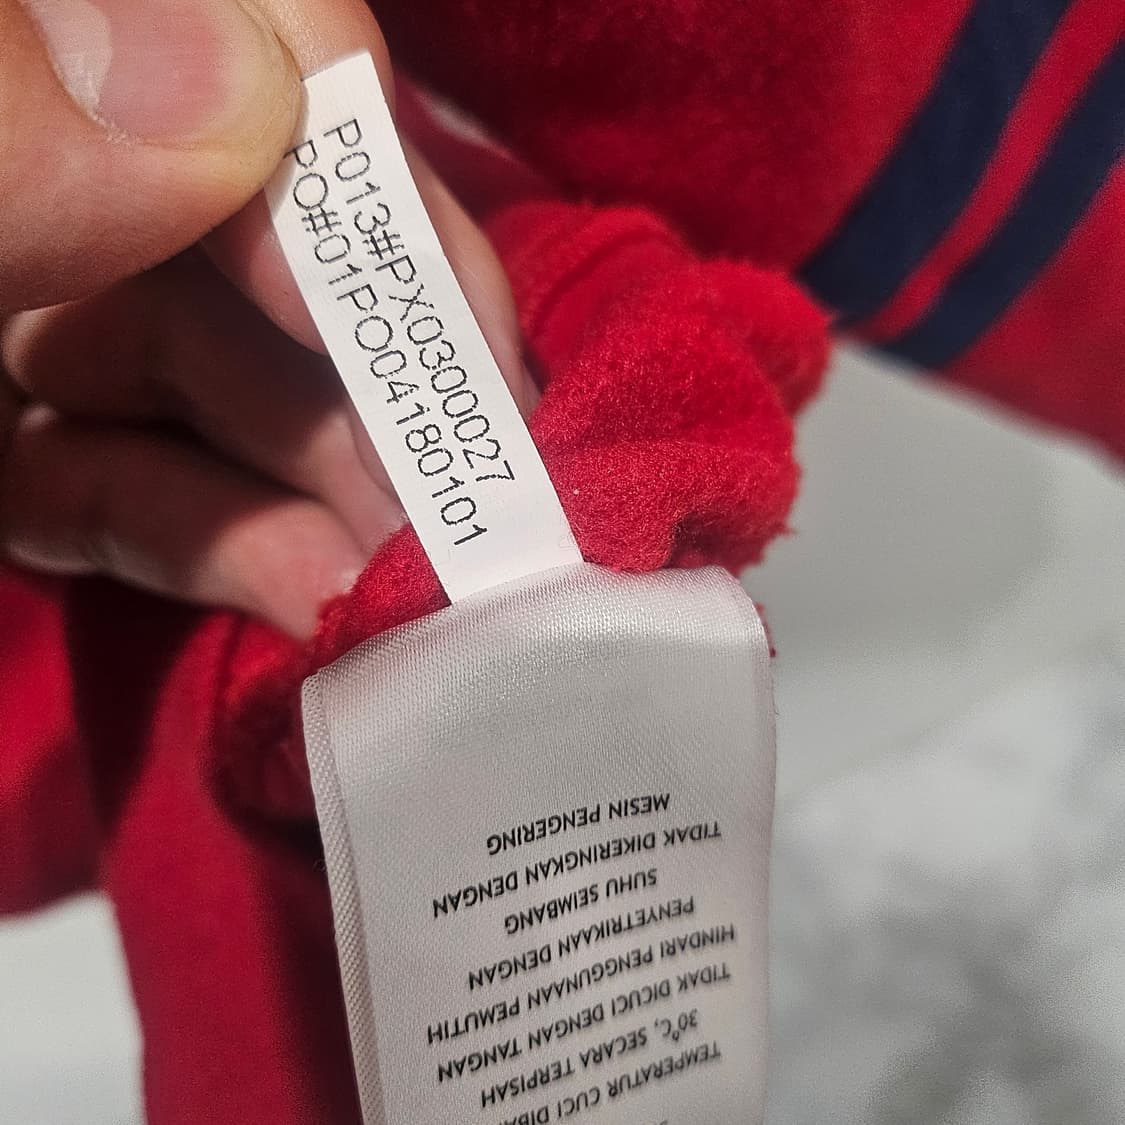 P013#PX0300027
PO#01PO04180101
TEMPERATUR CUCI
30°C, SECARA TERPISAH
TIDAK DICUCI DENGAN TANGAN
HINDARI PENGGUNAAN PEMUTIH
PENYETRIKAAN DENGAN
SUHU SEIMBANG
TIDAK DIKERINGKAN DENGAN
MESIN PENGERING